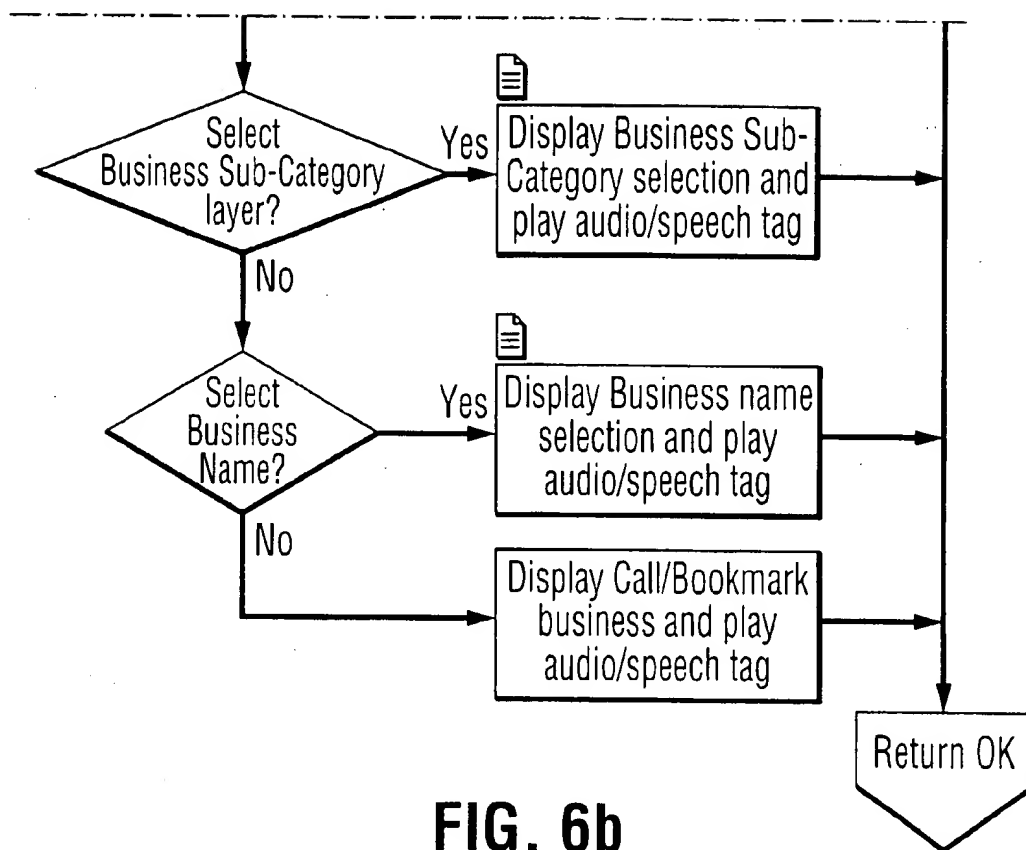 Select
Business Sub-Category
layer?
Yes
Display Business Sub-
Category selection and
play audio/speech tag
No
Select
Business
Name?
Yes
Display Business name
selection and play
audio/speech tag
No
Display Call/Bookmark
business and play
audio/speech tag
Return OK
FIG. 6b